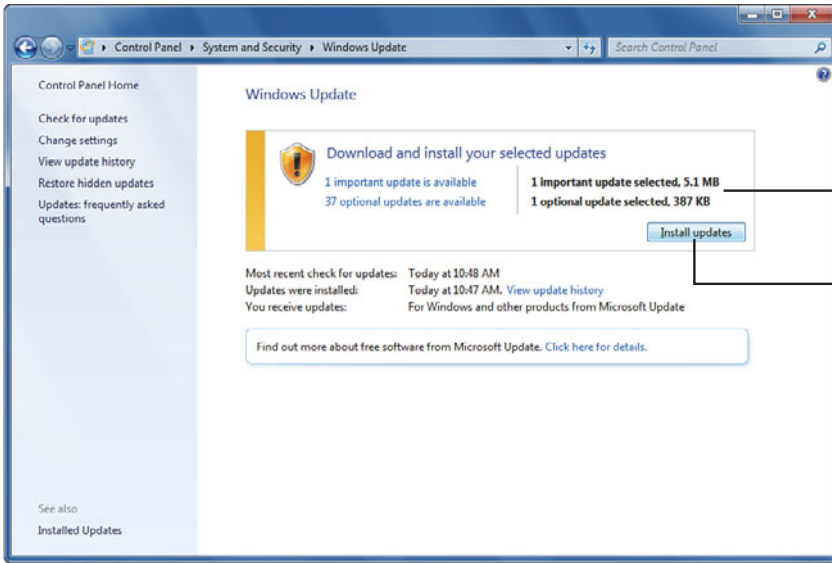 Control Panel ▸ System and Security ▸ Windows Update
Search Control Panel
Control Panel Home
Check for updates
Change settings
View update history
Restore hidden updates
Updates: frequently asked
questions
See also
Installed Updates
Windows Update
Download and install your selected updates
1 important update is available
37 optional updates are available
1 important update selected, 5.1 MB
1 optional update selected, 387 KB
Install updates
Most recent check for updates: Today at 10:48 AM
Updates were installed: Today at 10:47 AM. View update history
You receive updates: For Windows and other products from Microsoft Update
Find out more about free software from Microsoft Update. Click here for details.